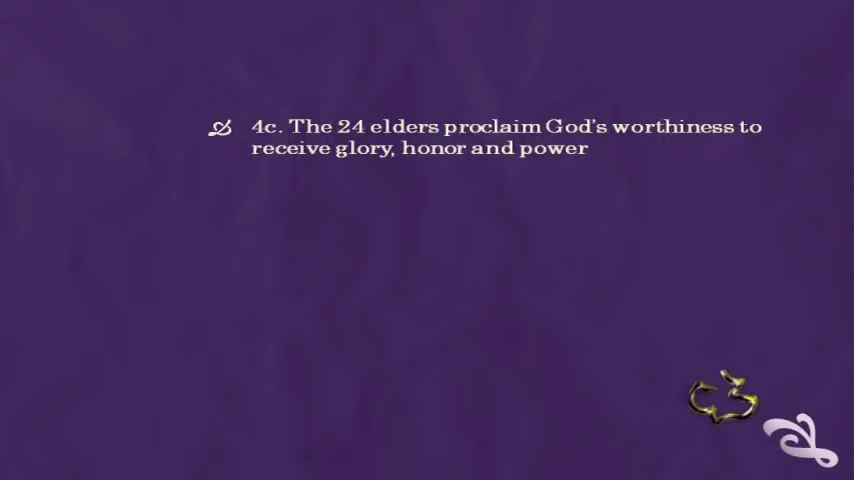 4c. The 24 elders proclaim God's worthiness to
receive glory, honor and power